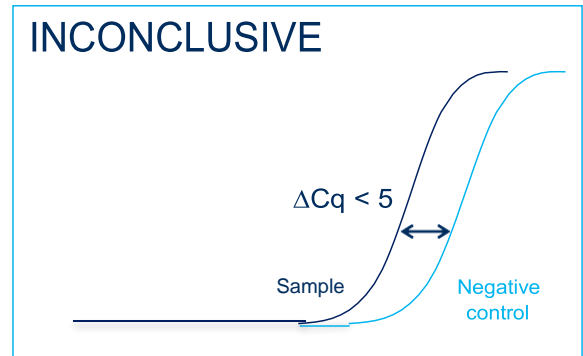 INCONCLUSIVE
ΔCq < 5
Sample
Negative
control